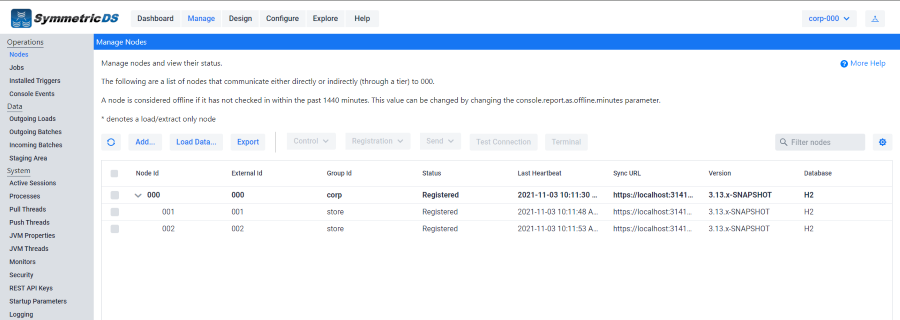 SymmetricDS Dashboard Manage Design Configure Explore Help corp-000
Operations
Nodes
Jobs
Installed Triggers
Console Events
Data
Outgoing Loads
Outgoing Batches
Incoming Batches
Staging Area
System
Active Sessions
Processes
Pull Threads
Push Threads
JVM Properties
JVM Threads
Monitors
Security
REST API Keys
Startup Parameters
Logging
Manage Nodes
Manage nodes and view their status.
More Help
The following are a list of nodes that communicate either directly or indirectly (through a tier) to 000.
A node is considered offline if it has not checked in within the past 1440 minutes. This value can be changed by changing the console.report.as.offline.minutes parameter.
* denotes a load/extract only node
Add... Load Data... Export Control Registration Send Test Connection Terminal Filter nodes
Node Id External Id Group Id Status Last Heartbeat Sync URL Version Database
000 000 corp Registered 2021-11-03 10:11:30 ... https://localhost:3141... 3.13.x-SNAPSHOT H2
001 001 store Registered 2021-11-03 10:11:48 A... https://localhost:3141... 3.13.x-SNAPSHOT H2
002 002 store Registered 2021-11-03 10:11:53 A... https://localhost:3141... 3.13.x-SNAPSHOT H2